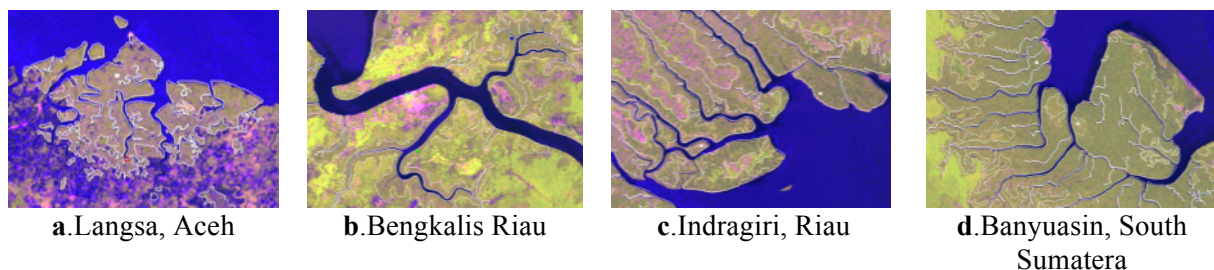 a.Langsa, Aceh
b.Bengkalis Riau
c.Indragiri, Riau
d.Banyuasin, South
Sumatera